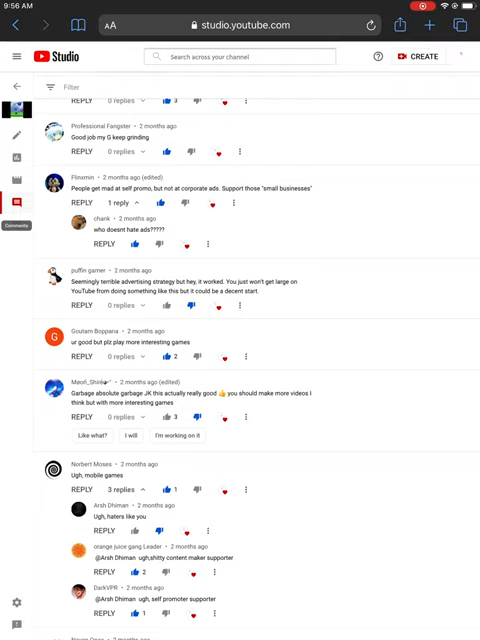 9:56 AM
AA
studio.youtube.com
Studio
Search across your channel
CREATE
Filter
REPLY 0 replies 3
Professional Fangster • 2 months ago
Good job my G keep grinding
REPLY 0 replies
Flinxmin • 2 months ago (edited)
People get mad at self promo, but not at corporate ads. Support those "small businesses"
REPLY 1 reply
Comments
chank • 2 months ago
who doesnt hate ads?????
REPLY
puffin gamer • 2 months ago
Seemingly terrible advertising strategy but hey, it worked. You just won't get large on
YouTube from doing something like this but it could be a decent start.
REPLY 0 replies
G
Goutam Boppana • 2 months ago
ur good but plz play more interesting games
REPLY 0 replies 2
• 2 months ago (edited)
Garbage absolute garbage JK this actually really good 👍 you should make more videos I
think but with more interesting games
REPLY 0 replies 3
Like what? I will I'm working on it
Norbert Moses • 2 months ago
Ugh, mobile games
REPLY 3 replies 1
Arsh Dhiman • 2 months ago
Ugh, haters like you
REPLY
orange juice gang Leader • 2 months ago
@Arsh Dhiman ugh,shitty content maker supporter
REPLY 2
DarkVPR • 2 months ago
@Arsh Dhiman ugh, self promoter supporter
REPLY 1